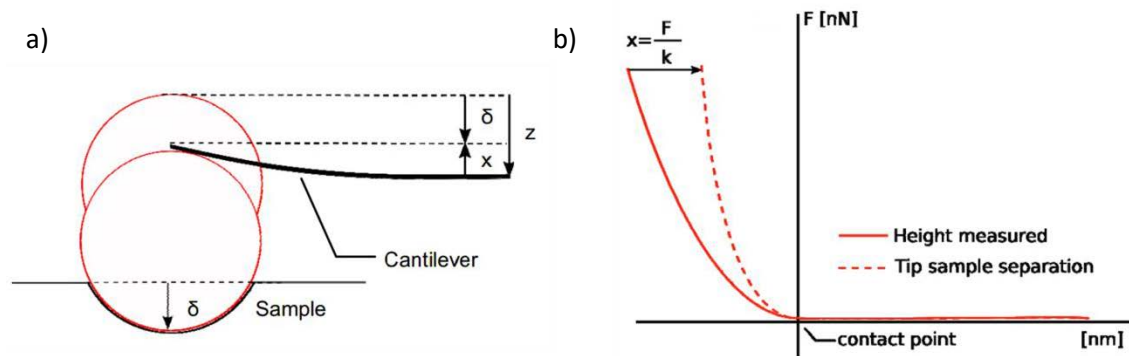 a)
δ
z
x
Cantilever
δ
Sample
b)
F [nN]
x=F/k
Height measured
Tip sample separation
contact point
[nm]